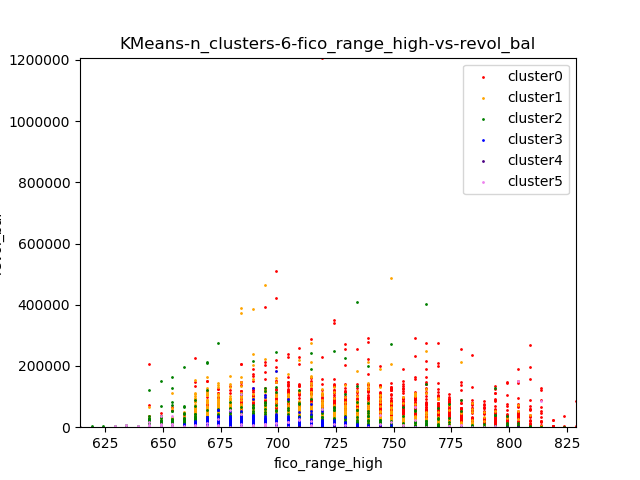 KMeans-n_clusters-6-fico_range_high-vs-revol_bal
1200000
1000000
800000
600000
400000
200000
0
cluster0
cluster1
cluster2
cluster3
cluster4
cluster5
625 650 675 700 725 750 775 800 825
fico_range_high